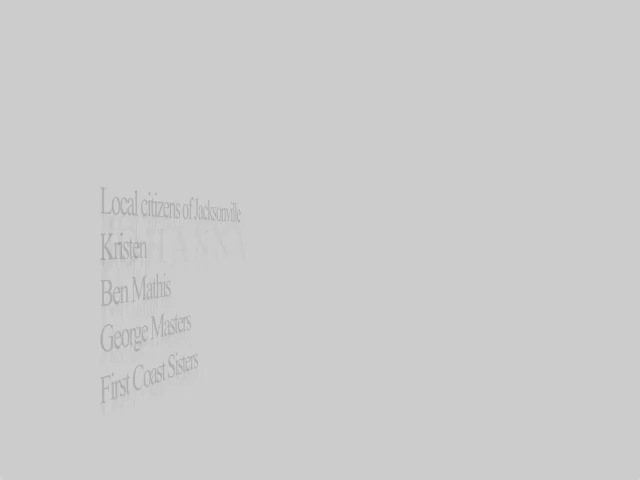 Local citizens of Jacksonville
Kristen
Ben Mathis
George Masters
First Coast Sisters